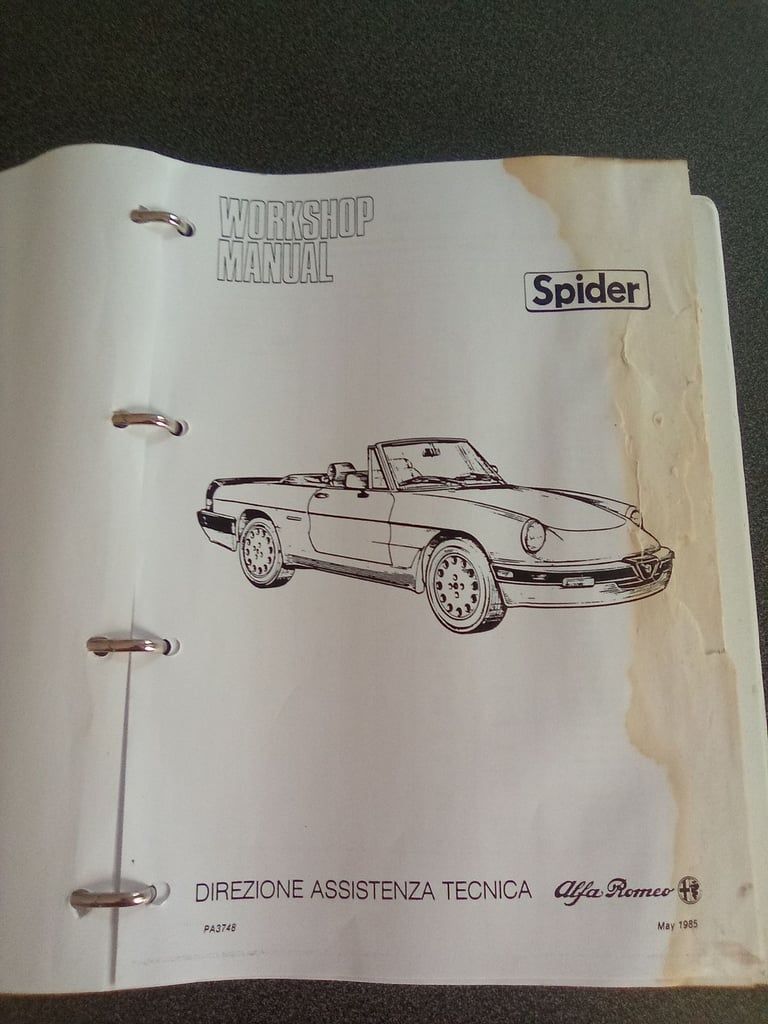 WORKSHOP
MANUAL
Spider
DIREZIONE ASSISTENZA TECNICA Alfa Romeo
PA3748 May 1985